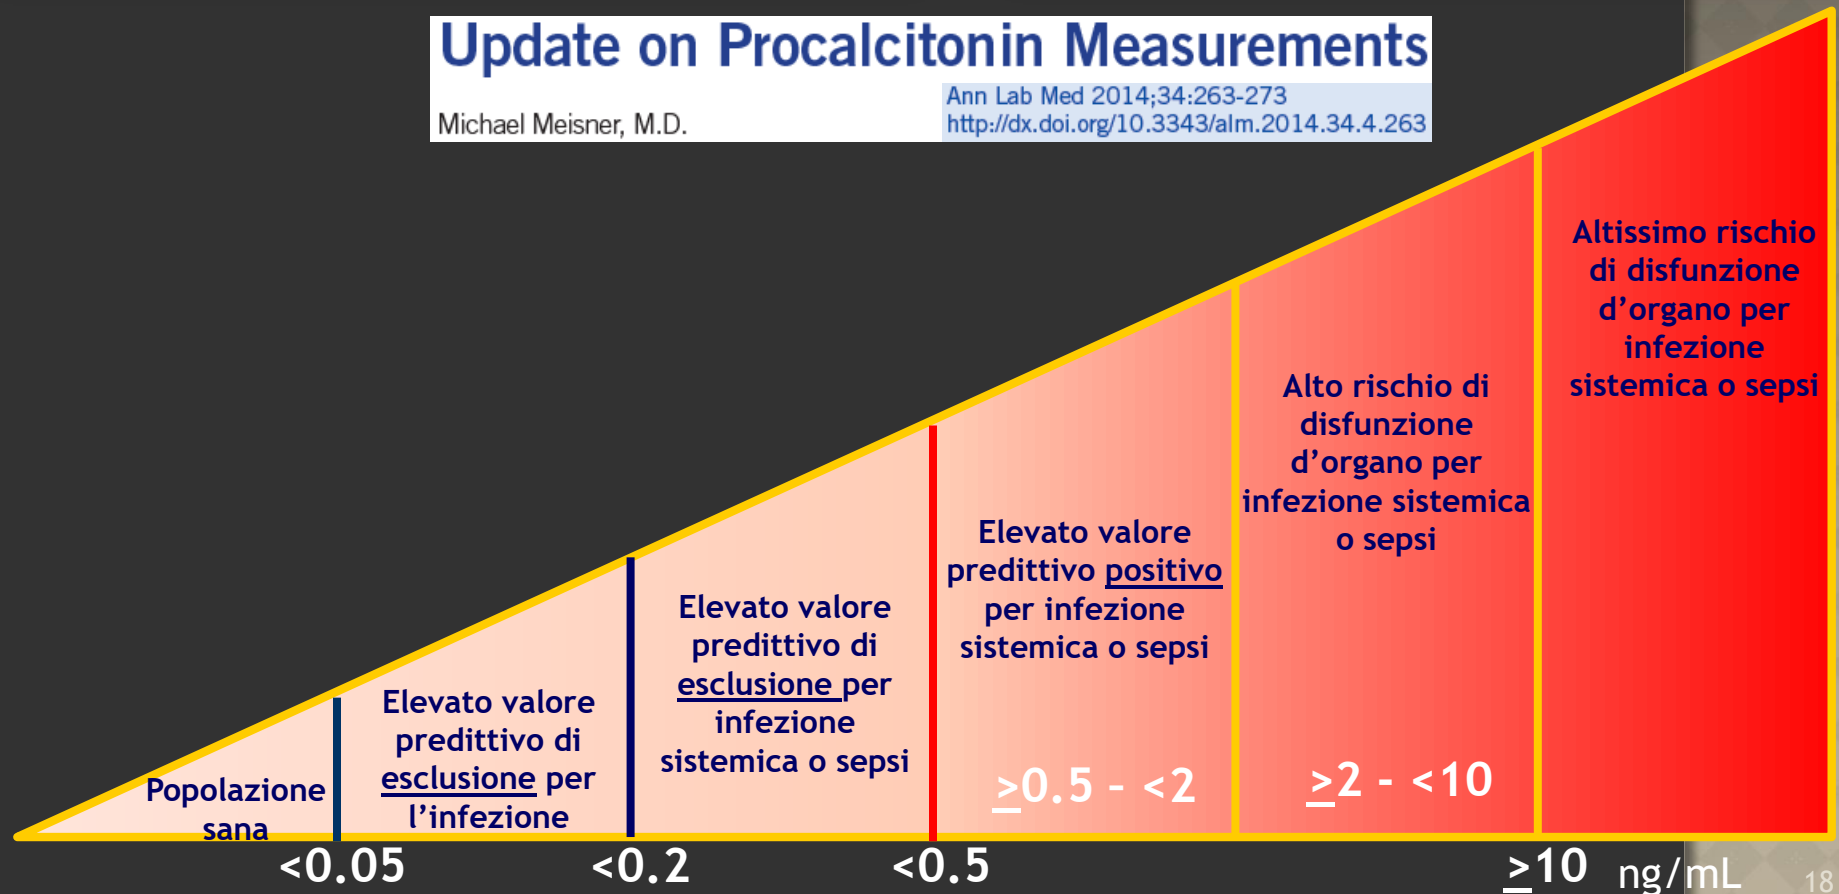 Update on Procalcitonin Measurements
Michael Meisner, M.D.
Ann Lab Med 2014;34:263-273
http://dx.doi.org/10.3343/alm.2014.34.4.263
Popolazione
sana
Elevato valore
predittivo di
esclusione per
l’infezione
Elevato valore
predittivo di
esclusione per
infezione
sistemica o sepsi
Elevato valore
predittivo positivo
per infezione
sistemica o sepsi
≥0.5 - <2
Alto rischio di
disfunzione
d’organo per
infezione sistemica
o sepsi
≥2 - <10
Altissimo rischio
di disfunzione
d’organo per
infezione
sistemica o sepsi
<0.05
<0.2
<0.5
≥10
ng/mL
18